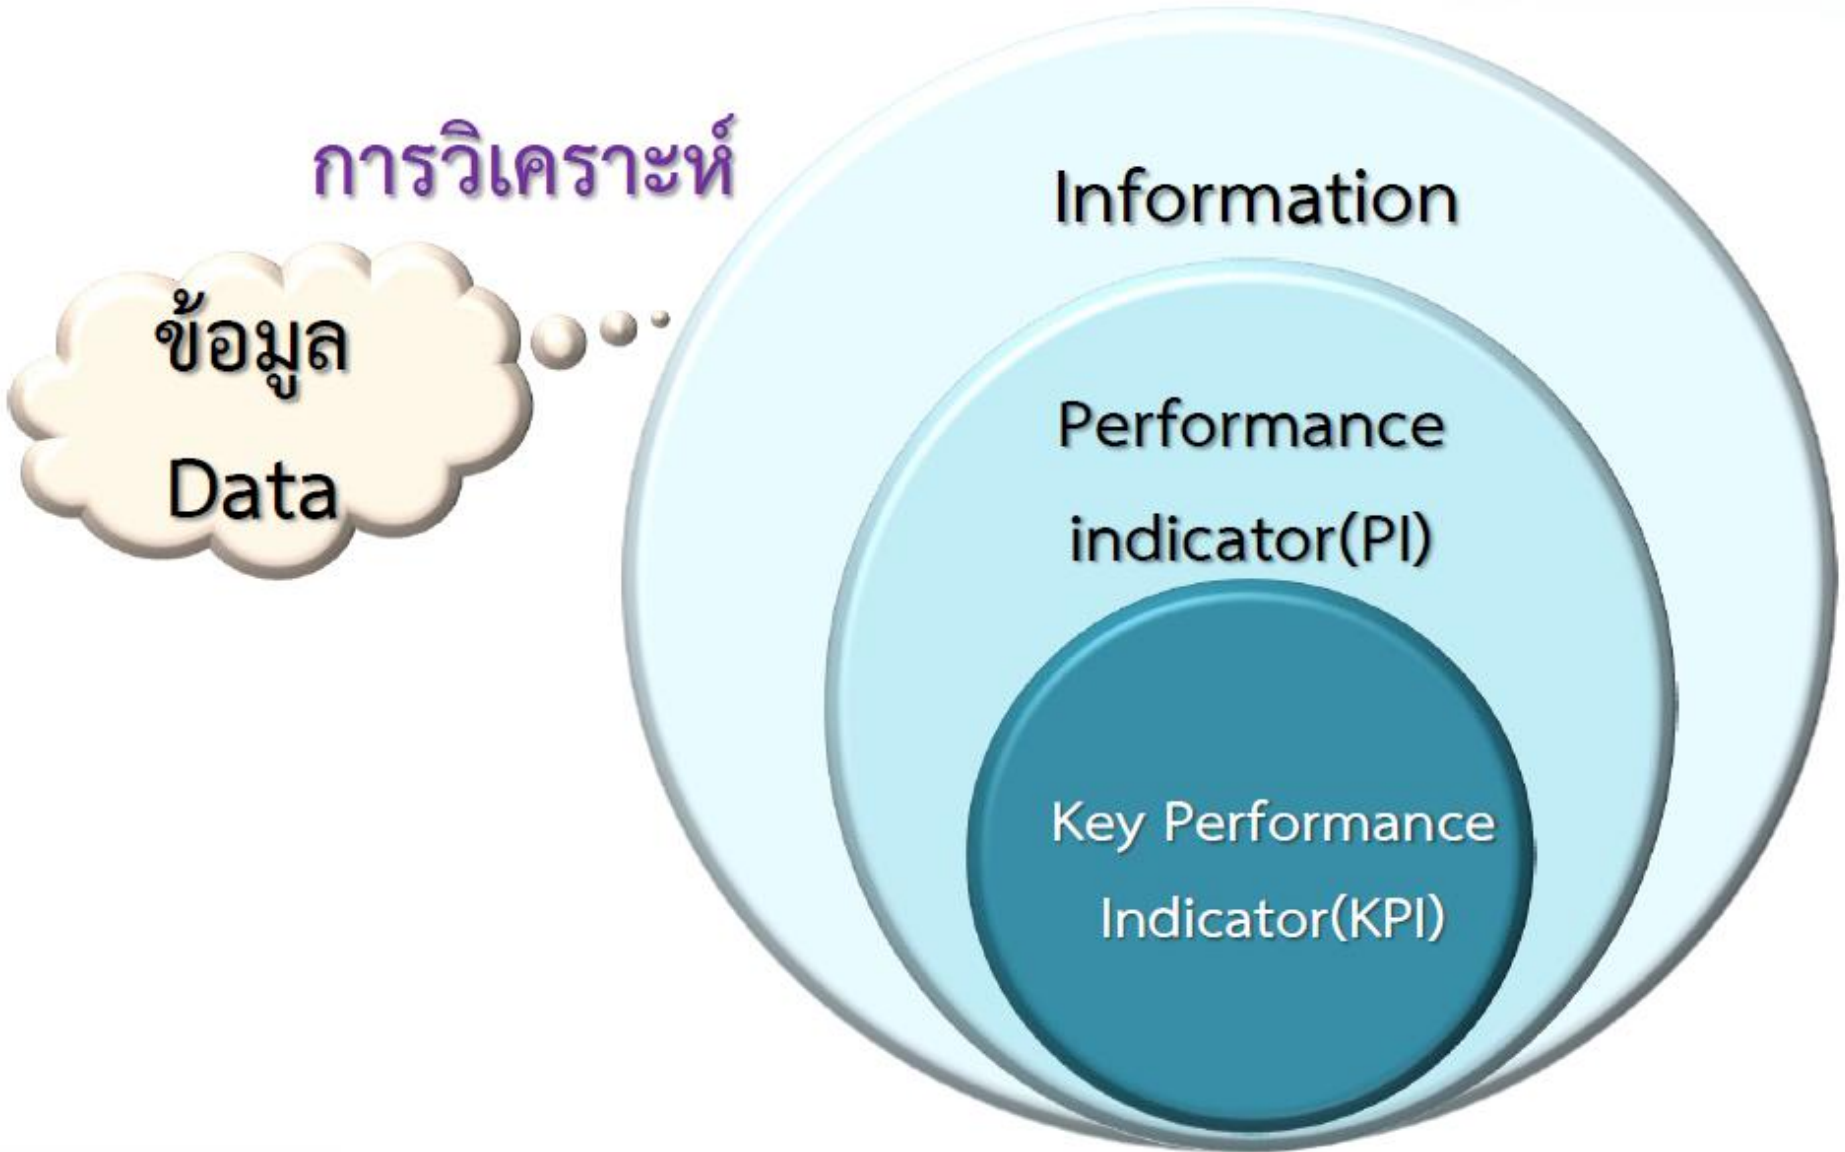 การวิเคราะห์
ข้อมูล
Data
Information
Performance
indicator(PI)
Key Performance
Indicator(KPI)